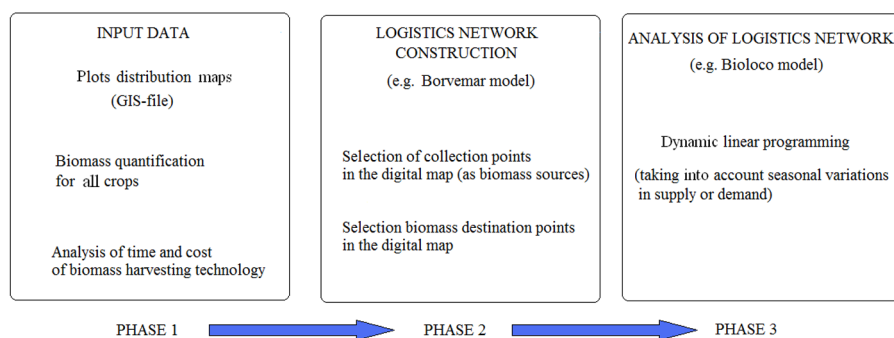 INPUT DATA
Plots distribution maps
(GIS-file)
Biomass quantification
for all crops
Analysis of time and cost
of biomass harvesting technology
LOGISTICS NETWORK
CONSTRUCTION
(e.g. Borvemar model)
Selection of collection points
in the digital map (as biomass sources)
Selection biomass destination points
in the digital map
ANALYSIS OF LOGISTICS NETWORK
(e.g. Bioloco model)
Dynamic linear programming
(taking into account seasonal variations
in supply or demand)
PHASE 1
PHASE 2
PHASE 3